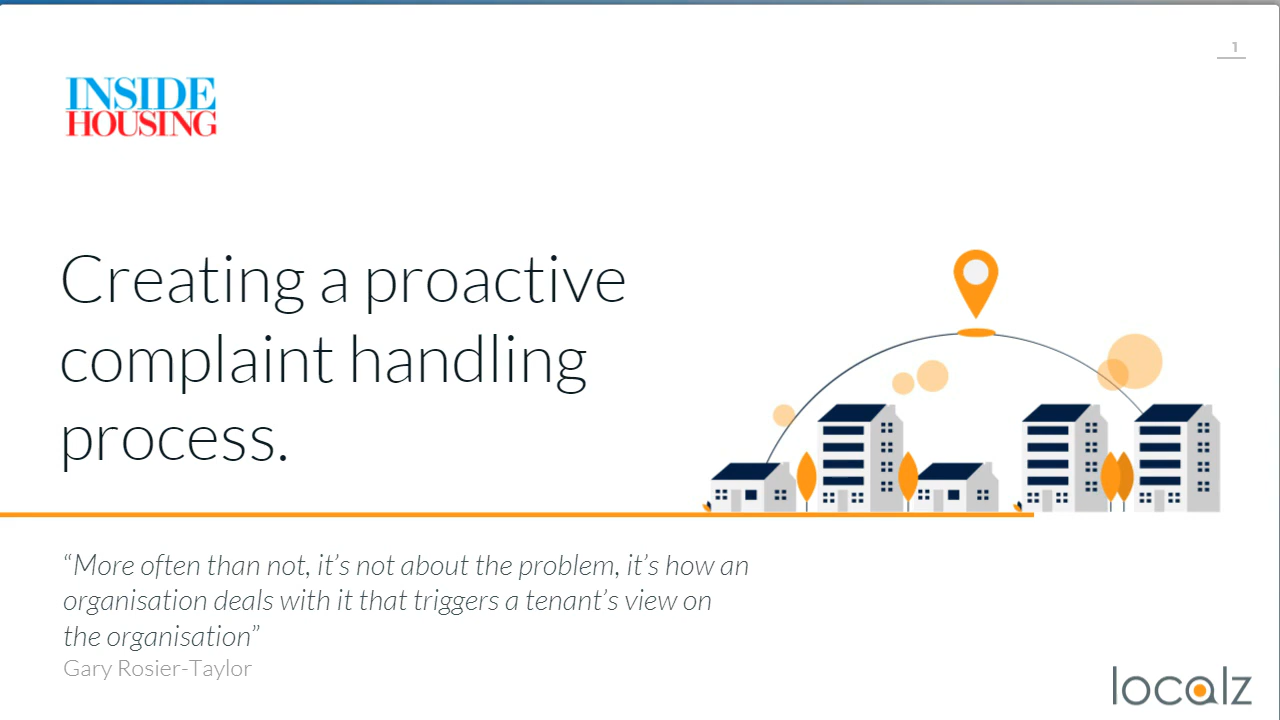 1
INSIDE
HOUSING
Creating a proactive
complaint handling
process.
“More often than not, it’s not about the problem, it’s how an
organisation deals with it that triggers a tenant’s view on
the organisation”
Gary Rosier-Taylor
localz